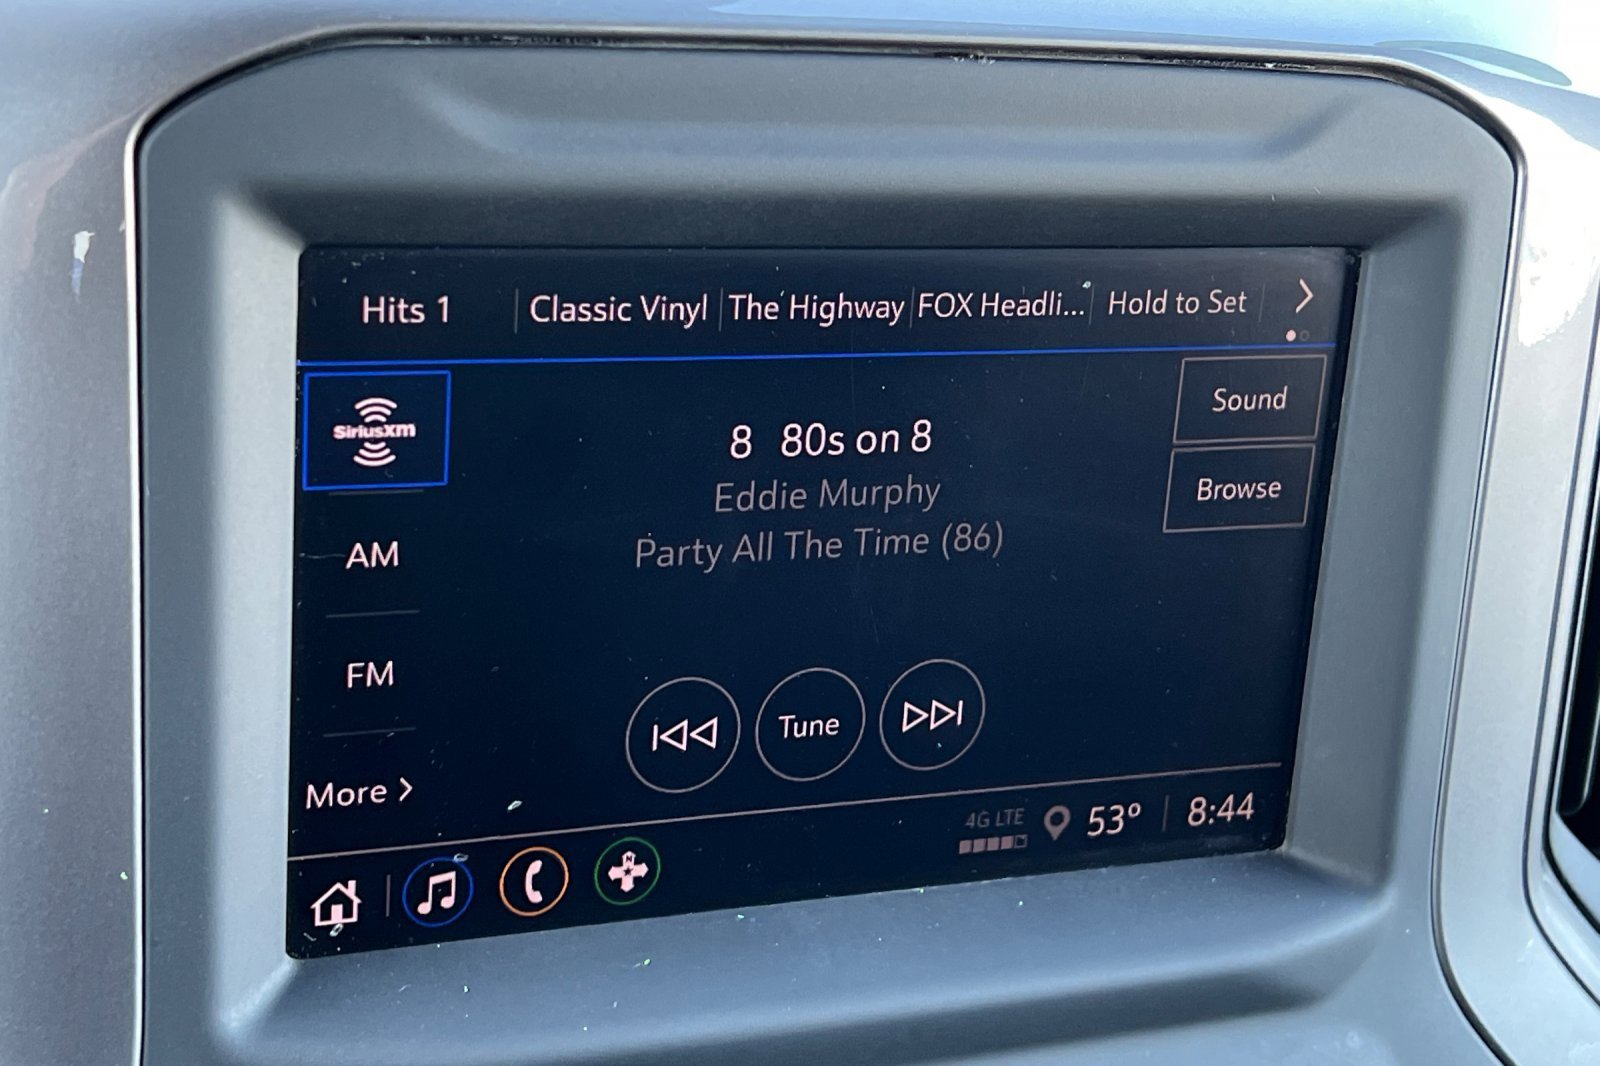 Hits 1
Classic Vinyl
The Highway
FOX Headli...
Hold to Set
SiriusXM
AM
FM
More
8 80s on 8
Eddie Murphy
Party All The Time (86)
Sound
Browse
Tune
N
4G LTE
53°
8:44